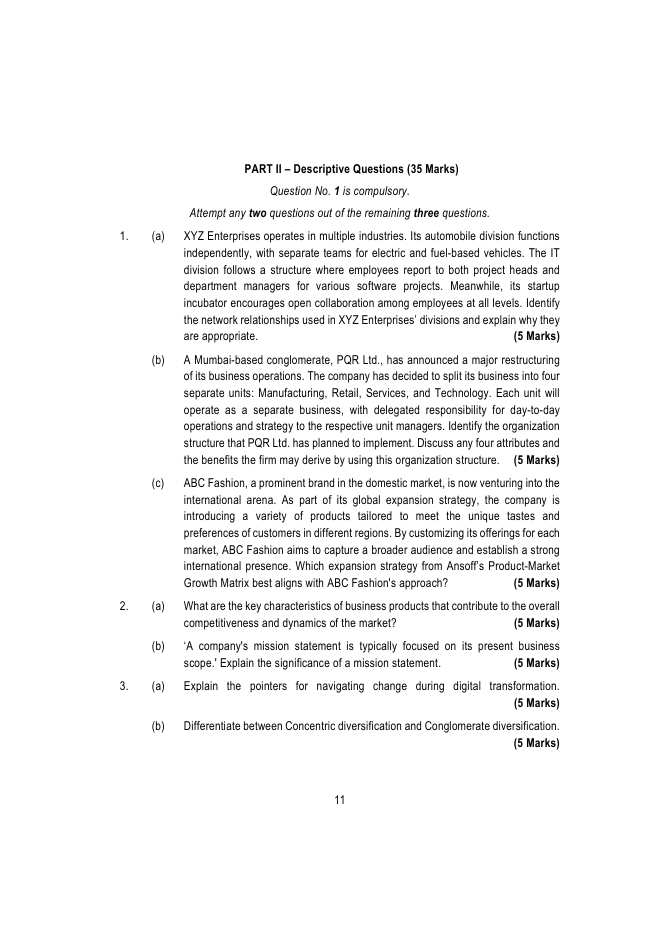 PART II – Descriptive Questions (35 Marks)
Question No. 1 is compulsory.
Attempt any two questions out of the remaining three questions.
1. (a) XYZ Enterprises operates in multiple industries. Its automobile division functions
independently, with separate teams for electric and fuel-based vehicles. The IT
division follows a structure where employees report to both project heads and
department managers for various software projects. Meanwhile, its startup
incubator encourages open collaboration among employees at all levels. Identify
the network relationships used in XYZ Enterprises' divisions and explain why they
are appropriate. (5 Marks)
(b) A Mumbai-based conglomerate, PQR Ltd., has announced a major restructuring
of its business operations. The company has decided to split its business into four
separate units: Manufacturing, Retail, Services, and Technology. Each unit will
operate as a separate business, with delegated responsibility for day-to-day
operations and strategy to the respective unit managers. Identify the organization
structure that PQR Ltd. has planned to implement. Discuss any four attributes and
the benefits the firm may derive by using this organization structure. (5 Marks)
(c) ABC Fashion, a prominent brand in the domestic market, is now venturing into the
international arena. As part of its global expansion strategy, the company is
introducing a variety of products tailored to meet the unique tastes and
preferences of customers in different regions. By customizing its offerings for each
market, ABC Fashion aims to capture a broader audience and establish a strong
international presence. Which expansion strategy from Ansoff's Product-Market
Growth Matrix best aligns with ABC Fashion's approach? (5 Marks)
2. (a) What are the key characteristics of business products that contribute to the overall
competitiveness and dynamics of the market? (5 Marks)
(b) 'A company's mission statement is typically focused on its present business
scope.' Explain the significance of a mission statement. (5 Marks)
3. (a) Explain the pointers for navigating change during digital transformation.
(5 Marks)
(b) Differentiate between Concentric diversification and Conglomerate diversification.
(5 Marks)
11